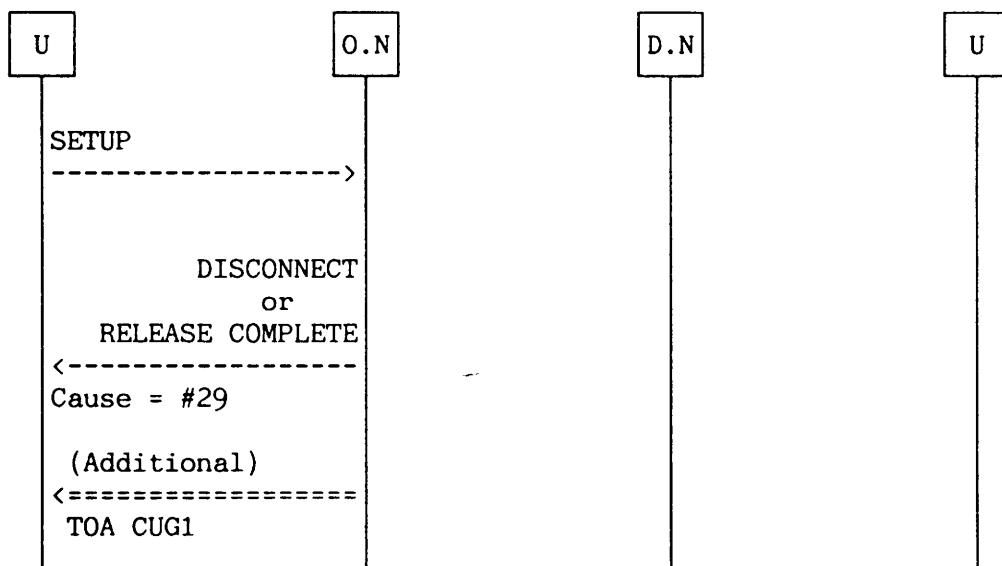 U O.N D.N U
SETUP
------------------>
DISCONNECT
or
RELEASE COMPLETE
<------------------
Cause = #29
(Additional)
<==================
TOA CUG1